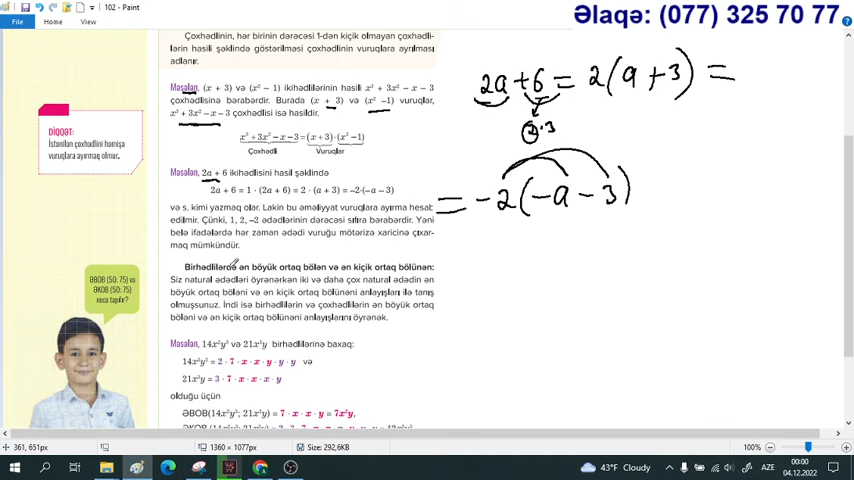 102 - Paint
File Home View
Əlaqə: (077) 325 70 77
Çoxhədlinin, hər birinin dərəcəsi 1-dən kiçik olmayan çoxhədli-
lərin hasili şəklində göstərilməsi çoxhədlinin vuruqlara ayrılması
adlanır.
Məsələn, (x + 3) və (x² − 1) ikihədlilərinin hasili x³ + 3x² − x − 3
çoxhədlisinə bərabərdir. Burada (x + 3) və (x² −1) vuruqlar,
x³ + 3x² − x − 3 çoxhədlisi isə hasildir.
x³ + 3x² − x − 3 = (x + 3) · (x² − 1)
Çoxhədli Vuruqlar
DİQQƏT:
İstənilən çoxhədlini həmişə
vuruqlara ayırmaq olmur.
Məsələn, 2a + 6 ikihədlisini hasil şəklində
2a + 6 = 1 · (2a + 6) = 2 · (a + 3) = −2·(−a − 3)
və s. kimi yazmaq olar. Lakin bu əməliyyat vuruqlara ayırma hesab
edilmir. Çünki, 1, 2, −2 ədədlərinin dərəcəsi sıfıra bərabərdir. Yəni
belə ifadələrdə hər zaman ədədi vuruğu mötərizə xaricinə çıxar-
maq mümkündür.
Birhədlilərdə ən böyük ortaq bölən və ən kiçik ortaq bölünən:
Siz natural ədədləri öyrənərkən iki və daha çox natural ədədin ən
böyük ortaq bölən və ən kiçik ortaq bölünəni anlayışları ilə tanış
olmuşsunuz. İndi isə birhədlilərin və çoxhədlilərin ən böyük ortaq
bölən və ən kiçik ortaq bölünəni anlayışlarını öyrənək.
ƏBOB (50; 75) və
ƏKOB (50; 75)
necə tapılır?
Məsələn, 14x²y³ və 21x³y birhədlilərinə baxaq:
14x²y³ = 2 · 7 · x · x · y · y · y və
21x³y = 3 · 7 · x · x · x · y
olduğu üçün
ƏBOB(14x²y³; 21x³y) = 7 · x · x · y = 7x²y,
2a + 6 = 2(a + 3) =
2·3
= −2(−a − 3)
361, 651px 1360 × 1077px Size: 292,6KB 100%
43°F Cloudy AZE 00:00
04.12.2022